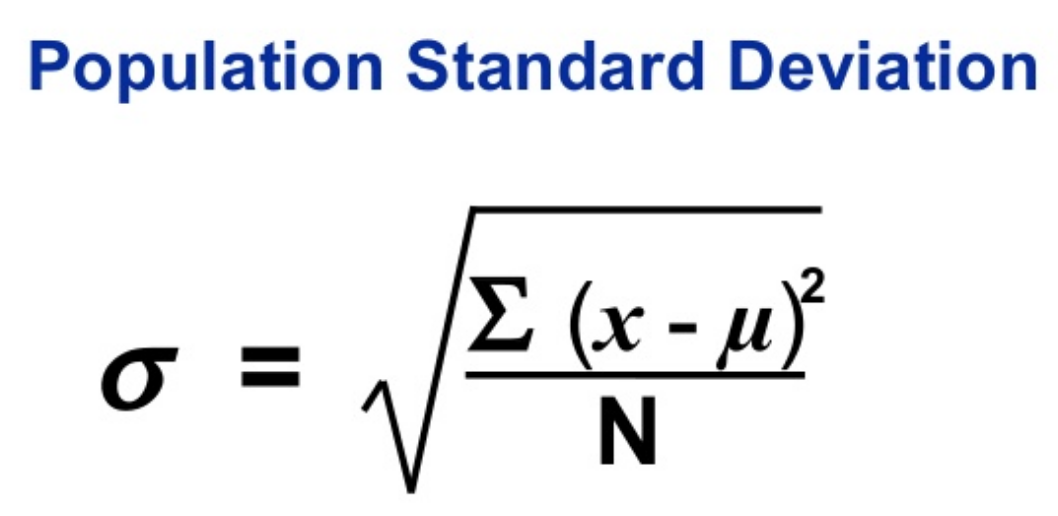 Population Standard Deviation
σ = √(Σ (x - μ)² / N)